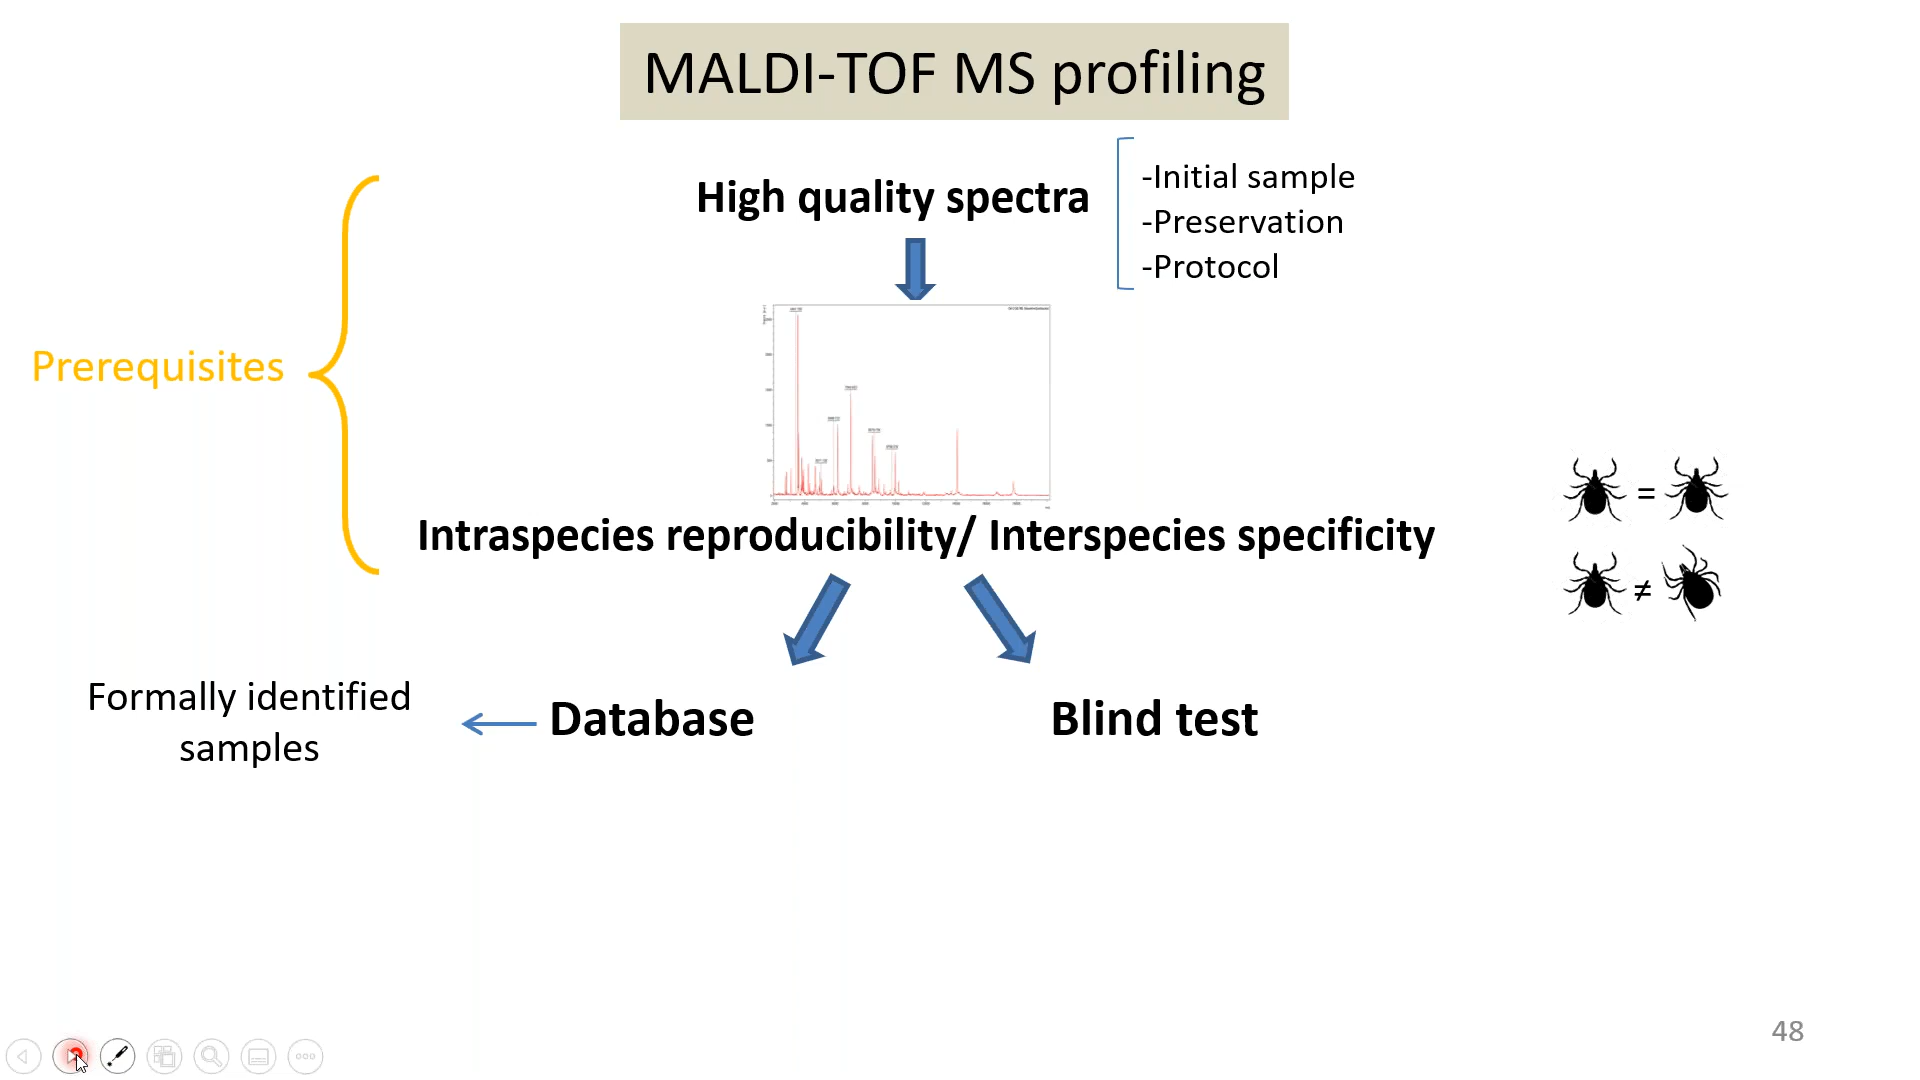 MALDI-TOF MS profiling
High quality spectra
-Initial sample
-Preservation
-Protocol
Prerequisites
Intraspecies reproducibility/ Interspecies specificity
=
≠
Formally identified
samples
Database
Blind test
48